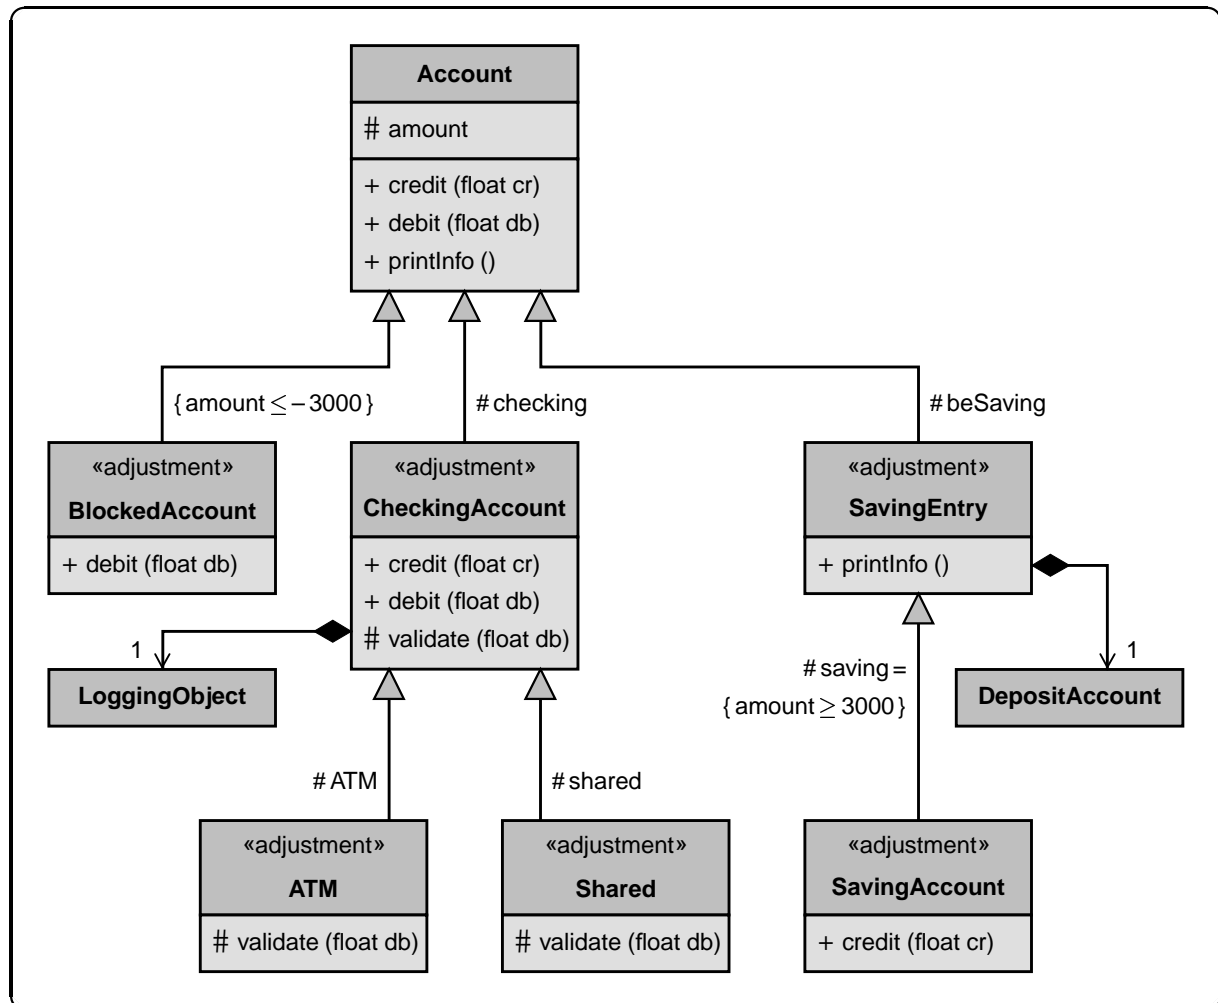 Account
# amount
+ credit (float cr)
+ debit (float db)
+ printInfo ()
{ amount ≤ – 3000 }
# checking
# beSaving
«adjustment»
BlockedAccount
+ debit (float db)
«adjustment»
CheckingAccount
+ credit (float cr)
+ debit (float db)
# validate (float db)
«adjustment»
SavingEntry
+ printInfo ()
1
LoggingObject
# saving =
{ amount ≥ 3000 }
1
DepositAccount
# ATM
# shared
«adjustment»
ATM
# validate (float db)
«adjustment»
Shared
# validate (float db)
«adjustment»
SavingAccount
+ credit (float cr)